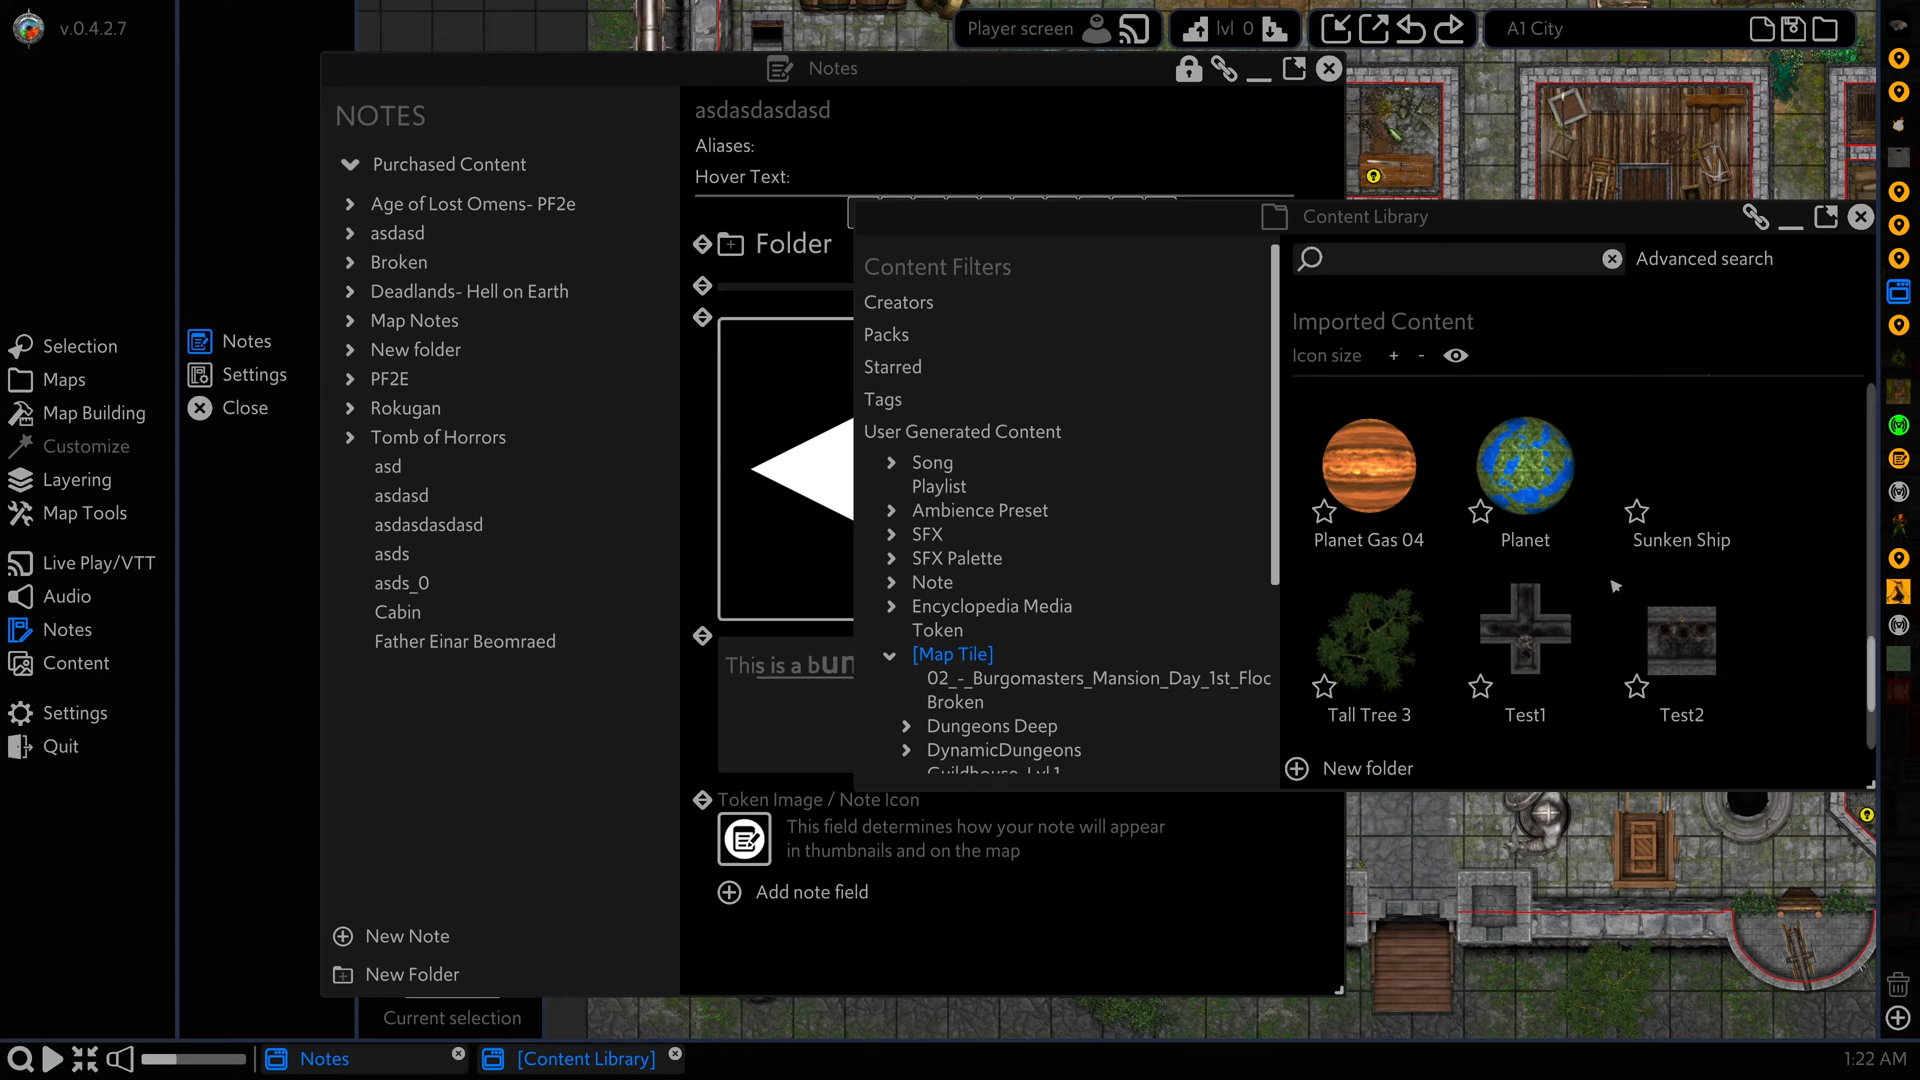 v.0.4.2.7
Player screen
lvl 0
A1 City
Selection
Maps
Map Building
Customize
Layering
Map Tools
Live Play/VTT
Audio
Notes
Content
Settings
Quit
Notes
Settings
Close
Notes
NOTES
Purchased Content
Age of Lost Omens- PF2e
asdasd
Broken
Deadlands- Hell on Earth
Map Notes
New folder
PF2E
Rokugan
Tomb of Horrors
asd
asdasd
asdasdasdasd
asds
asds_0
Cabin
Father Einar Beomraed
New Note
New Folder
asdasdasdasd
Aliases:
Hover Text:
Folder
This is a bun
Token Image / Note Icon
This field determines how your note will appear
in thumbnails and on the map
Add note field
Content Library
Content Filters
Creators
Packs
Starred
Tags
User Generated Content
Song
Playlist
Ambience Preset
SFX
SFX Palette
Note
Encyclopedia Media
Token
[Map Tile]
02_-_Burgomasters_Mansion_Day_1st_Floc
Broken
Dungeons Deep
DynamicDungeons
Guildhouse_Lvl1
Advanced search
Imported Content
Icon size + -
Planet Gas 04
Planet
Sunken Ship
Tall Tree 3
Test1
Test2
New folder
Current selection
Notes
[Content Library]
1:22 AM